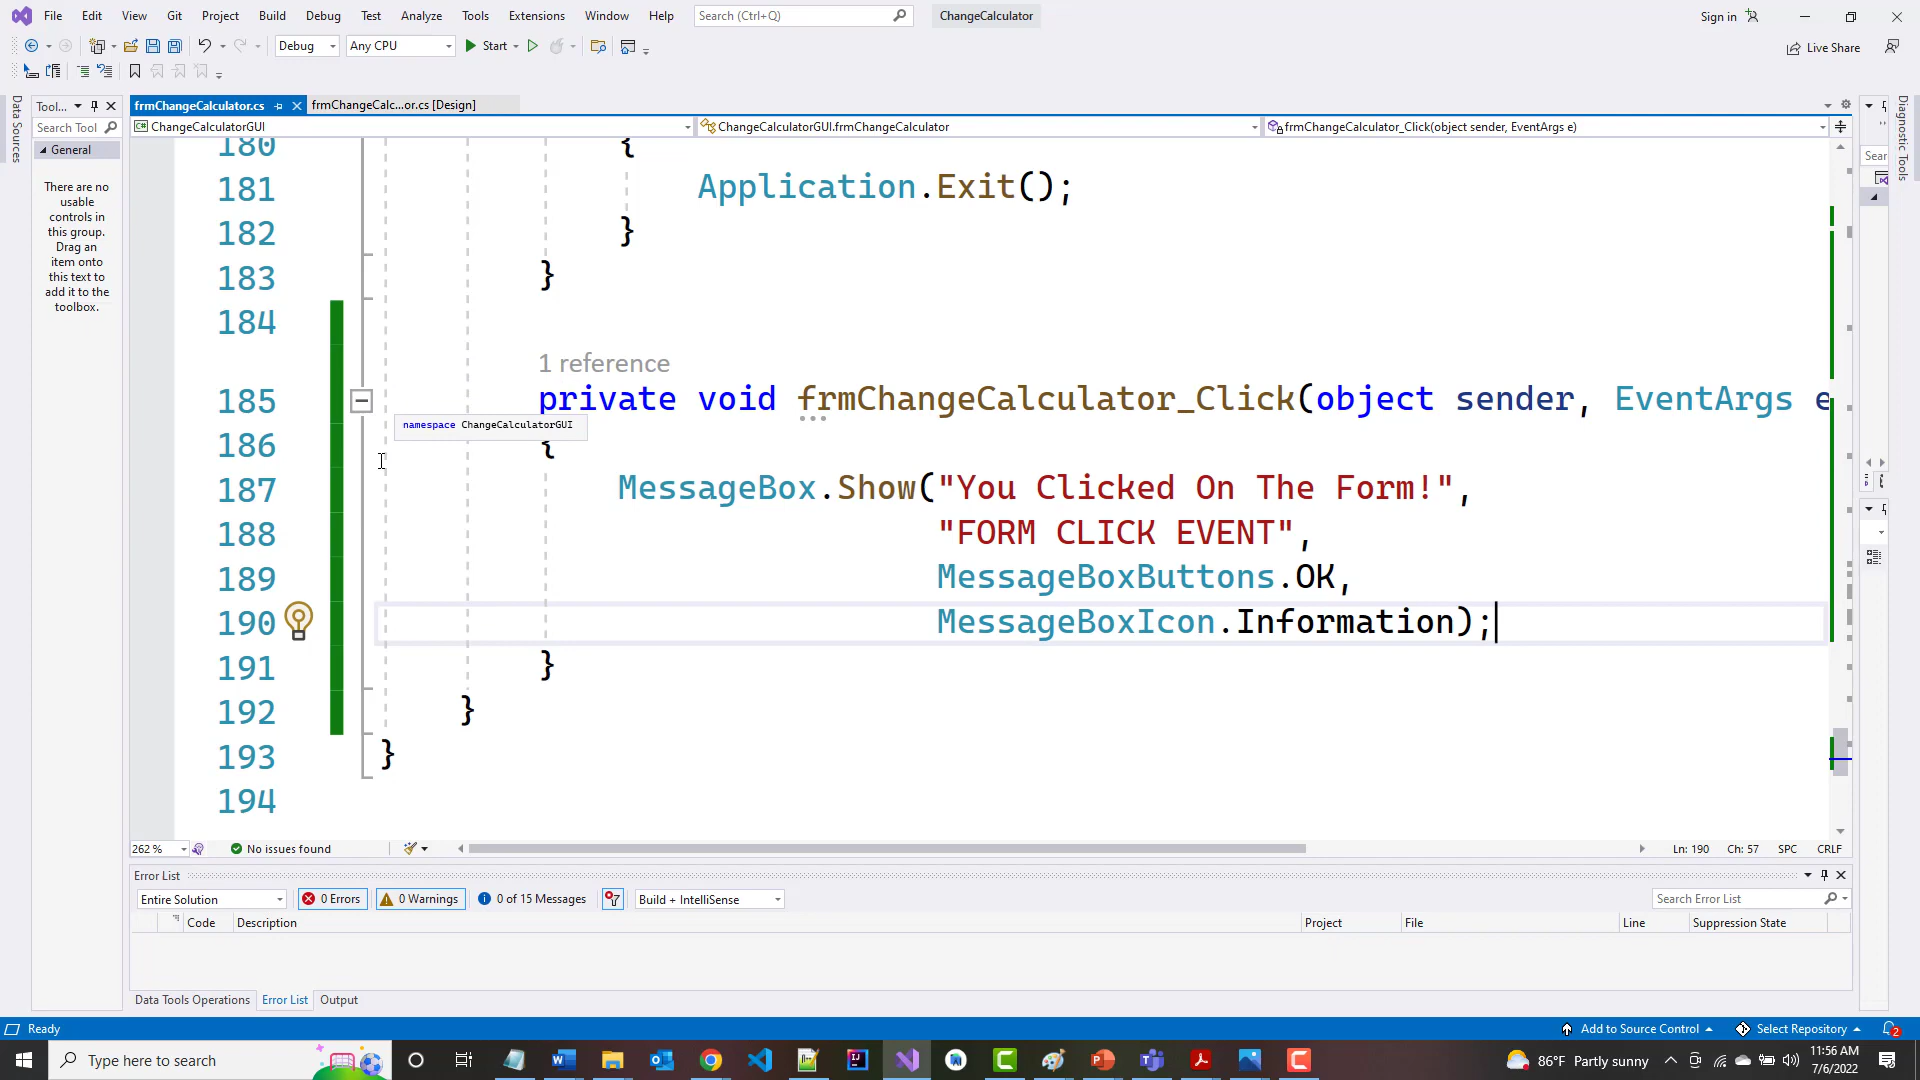 File Edit View Git Project Build Debug Test Analyze Tools Extensions Window Help Search (Ctrl+Q) ChangeCalculator Sign in
Debug Any CPU Start Live Share
Data Sources
Tool...
Search Tool
General
There are no
usable
controls in
this group.
Drag an
item onto
this text to
add it to the
toolbox.
frmChangeCalculator.cs frmChangeCalc...or.cs [Design]
ChangeCalculatorGUI ChangeCalculatorGUI.frmChangeCalculator frmChangeCalculator_Click(object sender, EventArgs e)
180 {
181 Application.Exit();
182 }
183 }
184
1 reference
185 private void frmChangeCalculator_Click(object sender, EventArgs e
namespace ChangeCalculatorGUI
186 {
187 MessageBox.Show("You Clicked On The Form!",
188 "FORM CLICK EVENT",
189 MessageBoxButtons.OK,
190 MessageBoxIcon.Information);
191 }
192 }
193 }
194
262 % No issues found Ln: 190 Ch: 57 SPC CRLF
Error List
Entire Solution 0 Errors 0 Warnings 0 of 15 Messages Build + IntelliSense Search Error List
Code Description Project File Line Suppression State
Data Tools Operations Error List Output
Diagnostic Tools
Sear
Ready Add to Source Control Select Repository 2
Type here to search 86°F Partly sunny 11:56 AM
7/6/2022